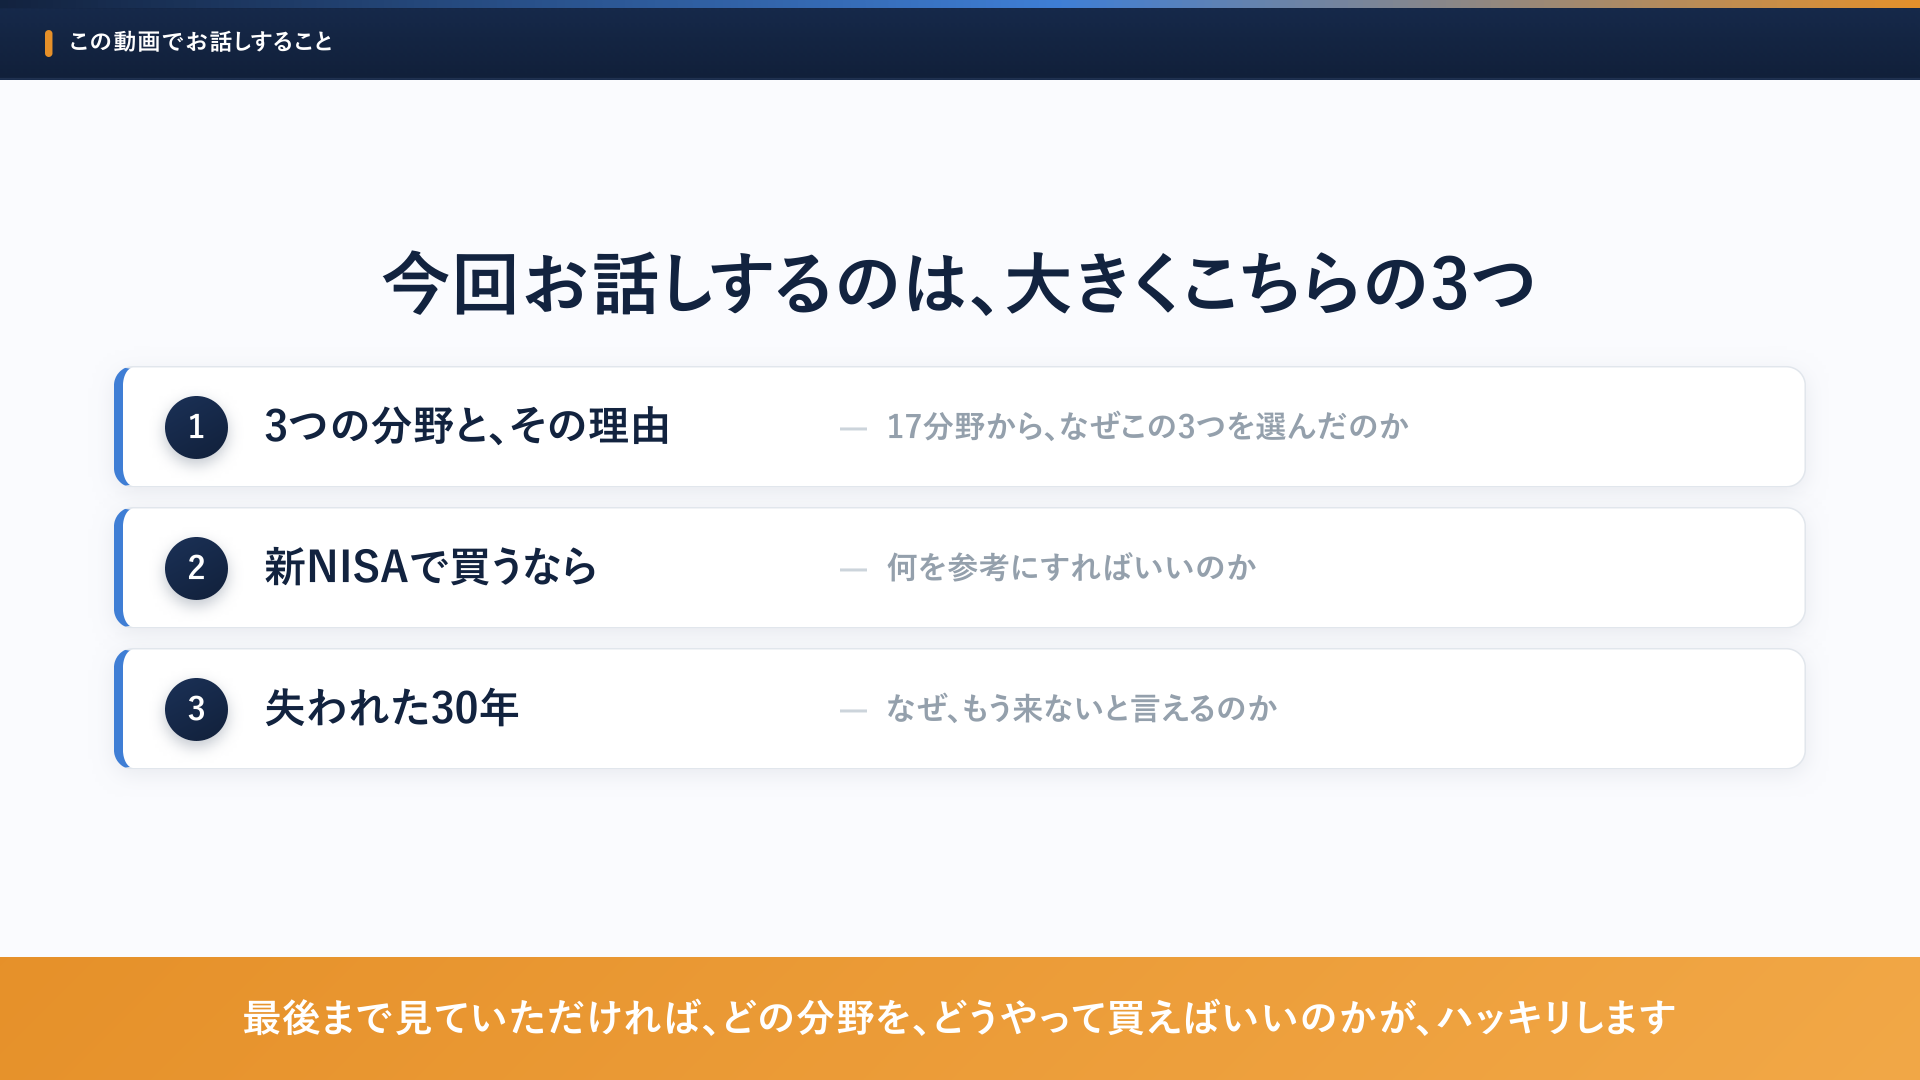 この動画でお話しすること
今回お話しするのは、大きくこちらの3つ
1 3つの分野と、その理由 — 17分野から、なぜこの3つを選んだのか
2 新NISAで買うなら — 何を参考にすればいいのか
3 失われた30年 — なぜ、もう来ないと言えるのか
最後まで見ていただければ、どの分野を、どうやって買えばいいのかが、ハッキリします